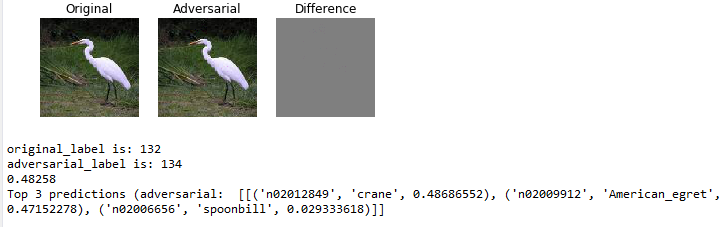 Original Adversarial Difference
original_label is: 132
adversarial_label is: 134
0.48258
Top 3 predictions (adversarial:  [[('n02012849', 'crane', 0.48686552), ('n02009912', 'American_egret',
0.47152278), ('n02006656', 'spoonbill', 0.029333618)]]